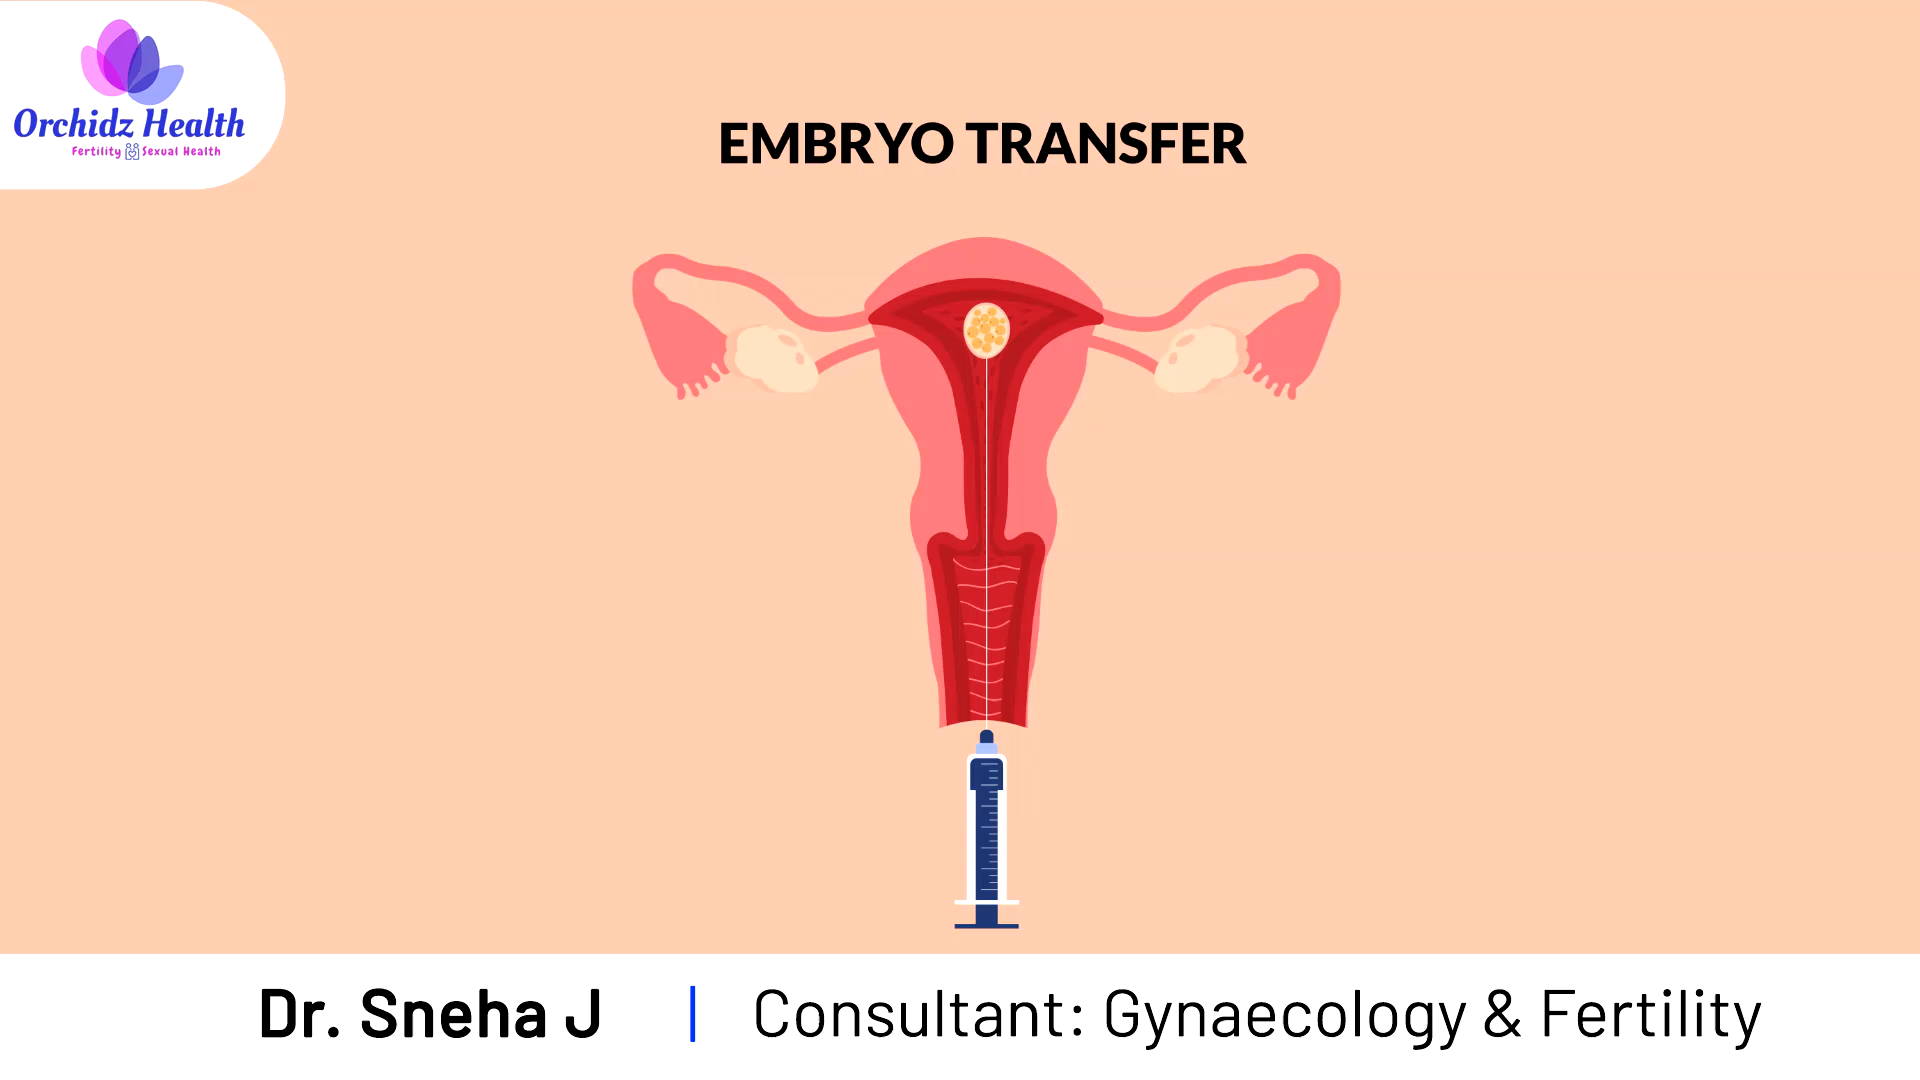 Orchidz Health
Fertility Sexual Health
EMBRYO TRANSFER
Dr. Sneha J | Consultant: Gynaecology & Fertility